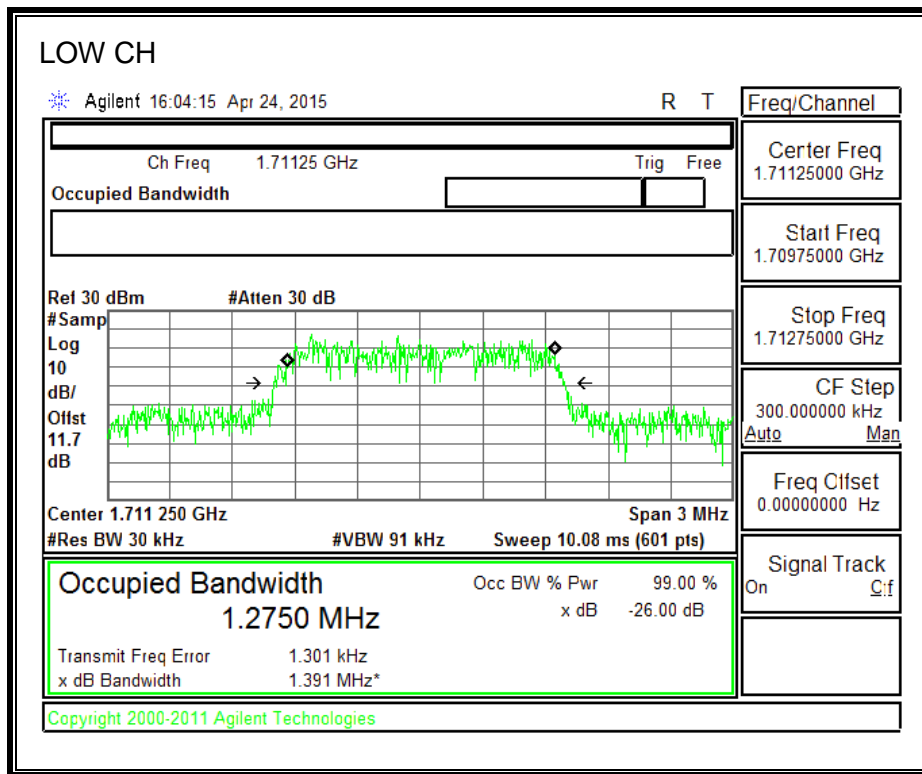 LOW CH
Agilent 16:04:15 Apr 24, 2015 R T
Ch Freq 1.71125 GHz Trig Free
Occupied Bandwidth
Ref 30 dBm #Atten 30 dB
#Samp
Log
10
dB/
Offst
11.7
dB
Center 1.711 250 GHz Span 3 MHz
#Res BW 30 kHz #VBW 91 kHz Sweep 10.08 ms (601 pts)
Occupied Bandwidth
1.2750 MHz
Occ BW % Pwr 99.00 %
x dB -26.00 dB
Transmit Freq Error 1.301 kHz
x dB Bandwidth 1.391 MHz*
Copyright 2000-2011 Agilent Technologies
Freq/Channel
Center Freq
1.71125000 GHz
Start Freq
1.70975000 GHz
Stop Freq
1.71275000 GHz
CF Step
300.000000 kHz
Auto Man
Freq Offset
0.00000000 Hz
Signal Track
On Off